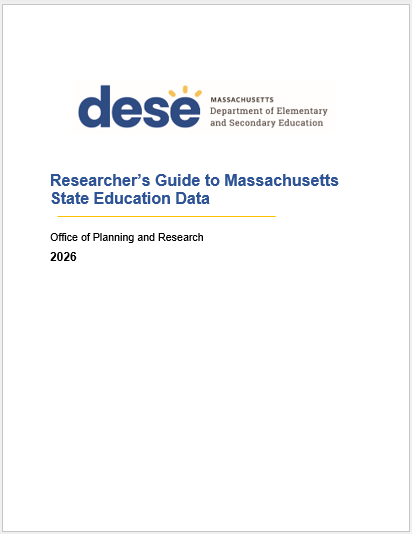 dese
MASSACHUSETTS
Department of Elementary
and Secondary Education
Researcher's Guide to Massachusetts
State Education Data
Office of Planning and Research
2026